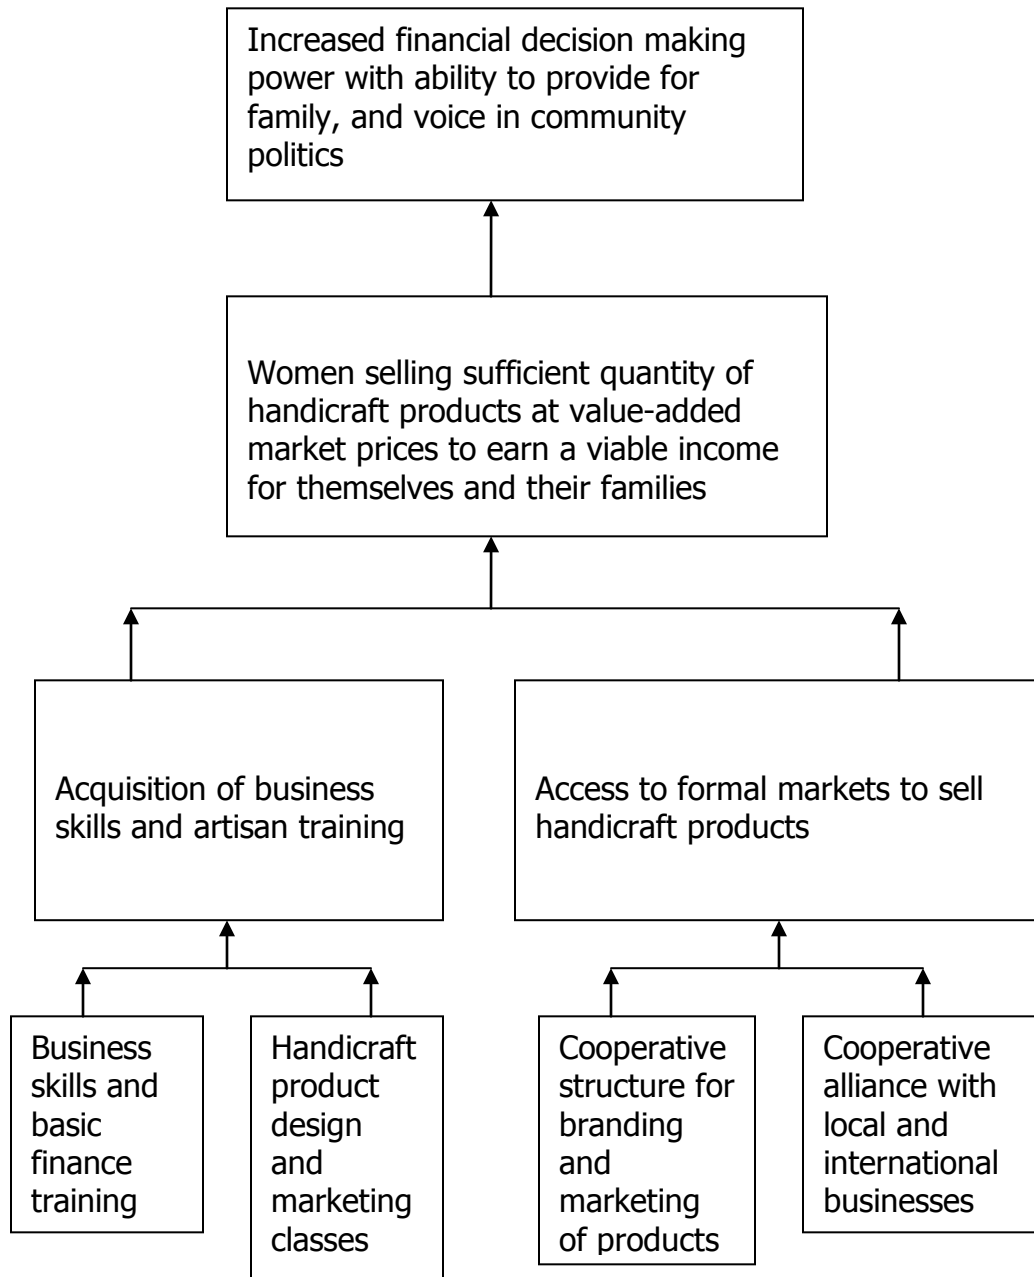 Increased financial decision making
power with ability to provide for
family, and voice in community
politics
Women selling sufficient quantity of
handicraft products at value-added
market prices to earn a viable income
for themselves and their families
Acquisition of business
skills and artisan training
Access to formal markets to sell
handicraft products
Business
skills and
basic
finance
training
Handicraft
product
design
and
marketing
classes
Cooperative
structure for
branding
and
marketing
of products
Cooperative
alliance with
local and
international
businesses